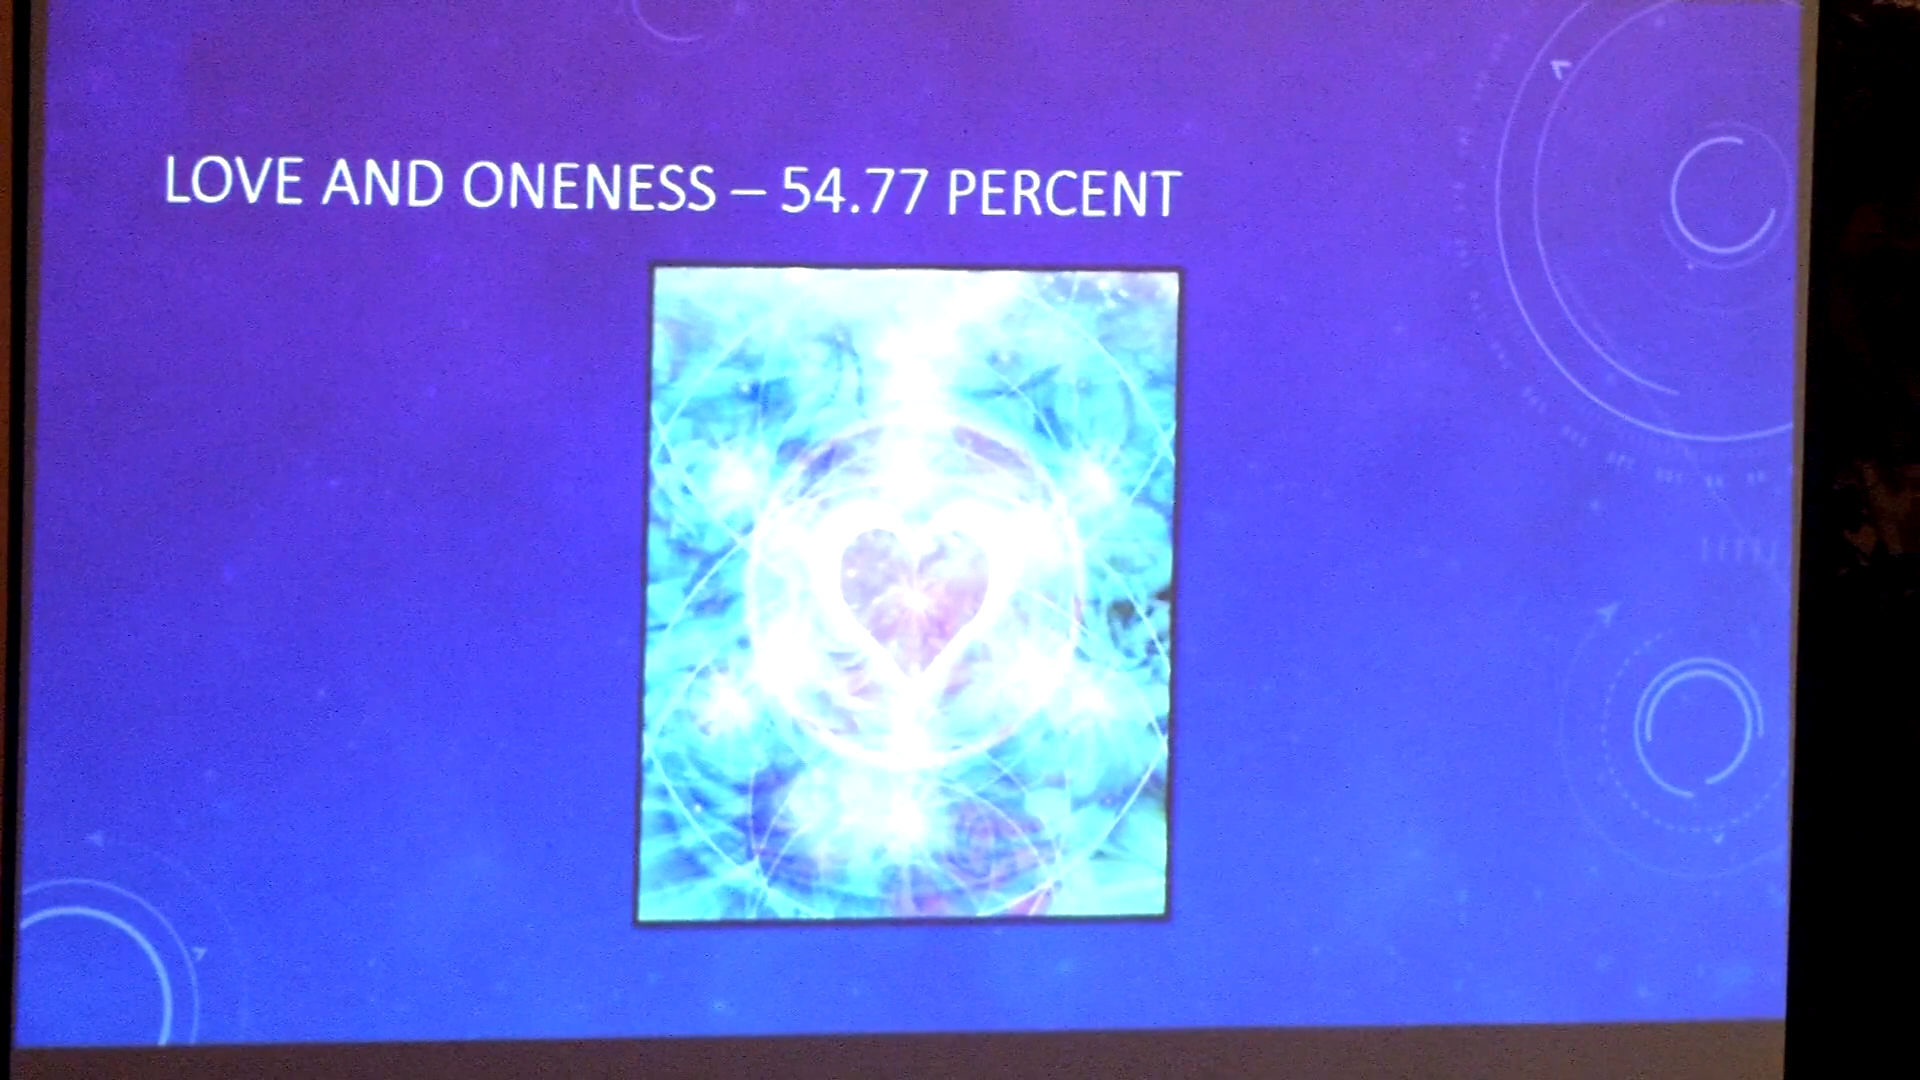 LOVE AND ONENESS – 54.77 PERCENT